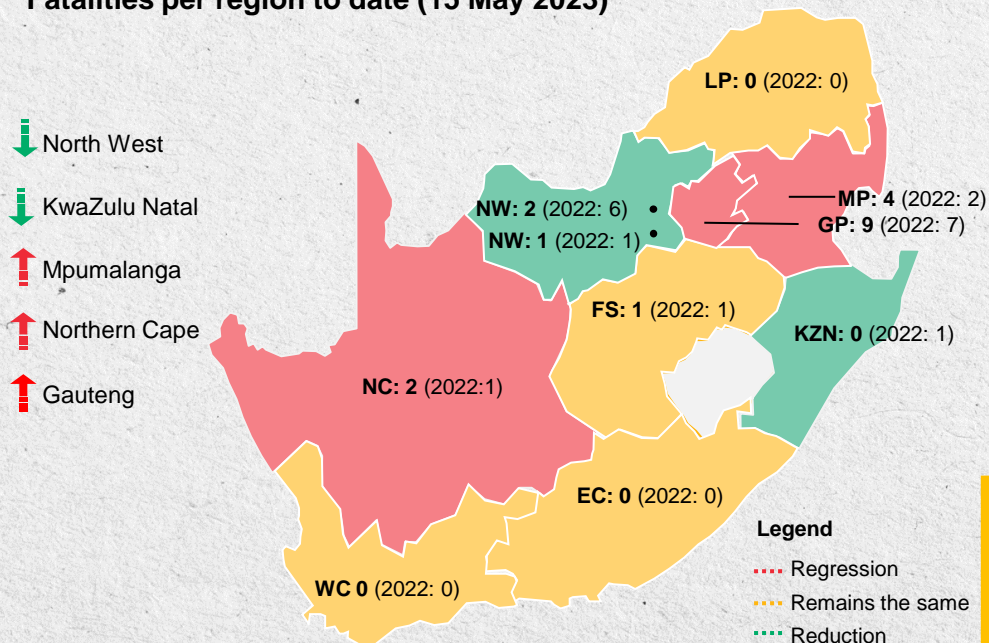 Fatalities per region to date (15 May 2023)
LP: 0 (2022: 0)
North West
KwaZulu Natal
Mpumalanga
Northern Cape
Gauteng
NW: 2 (2022: 6)
NW: 1 (2022: 1)
MP: 4 (2022: 2)
GP: 9 (2022: 7)
FS: 1 (2022: 1)
KZN: 0 (2022: 1)
NC: 2 (2022:1)
EC: 0 (2022: 0)
WC 0 (2022: 0)
Legend
Regression
Remains the same
Reduction